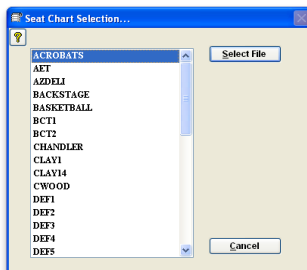 Seat Chart Selection...
?
ACROBATS
AET
AZDELI
BACKSTAGE
BASKETBALL
BCT1
BCT2
CHANDLER
CLAY1
CLAY14
CWOOD
DEF1
DEF2
DEF3
DEF4
DEF5
Select File
Cancel